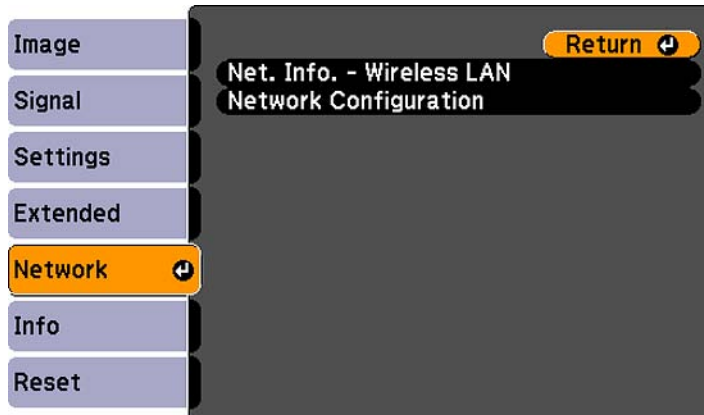 Image
Signal
Settings
Extended
Network
Info
Reset
Return
Net. Info. - Wireless LAN
Network Configuration